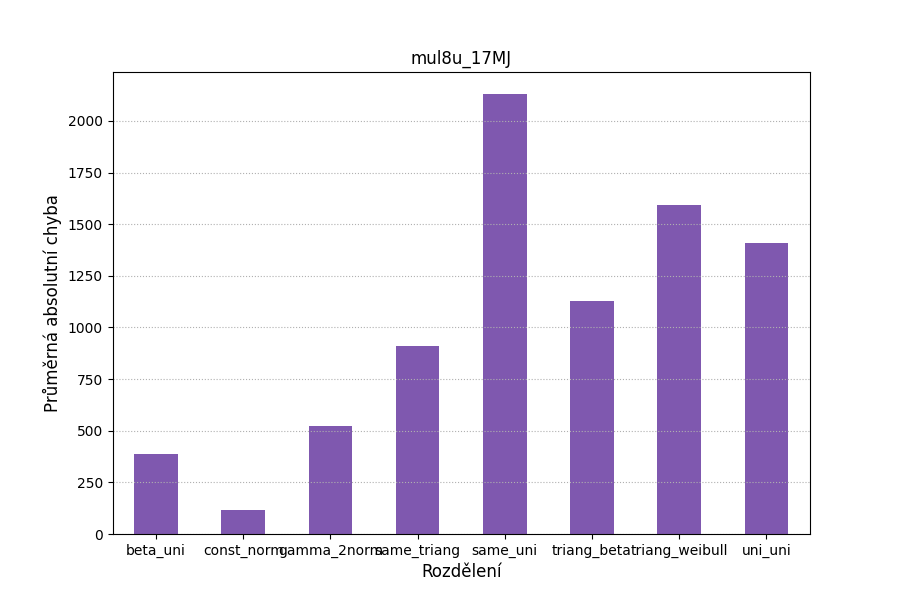 mul8u_17MJ
Průměrná absolutní chyba
2000
1750
1500
1250
1000
750
500
250
0
beta_uni const_norm gamma_2norm same_triang same_uni triang_beta triang_weibull uni_uni
Rozdělení